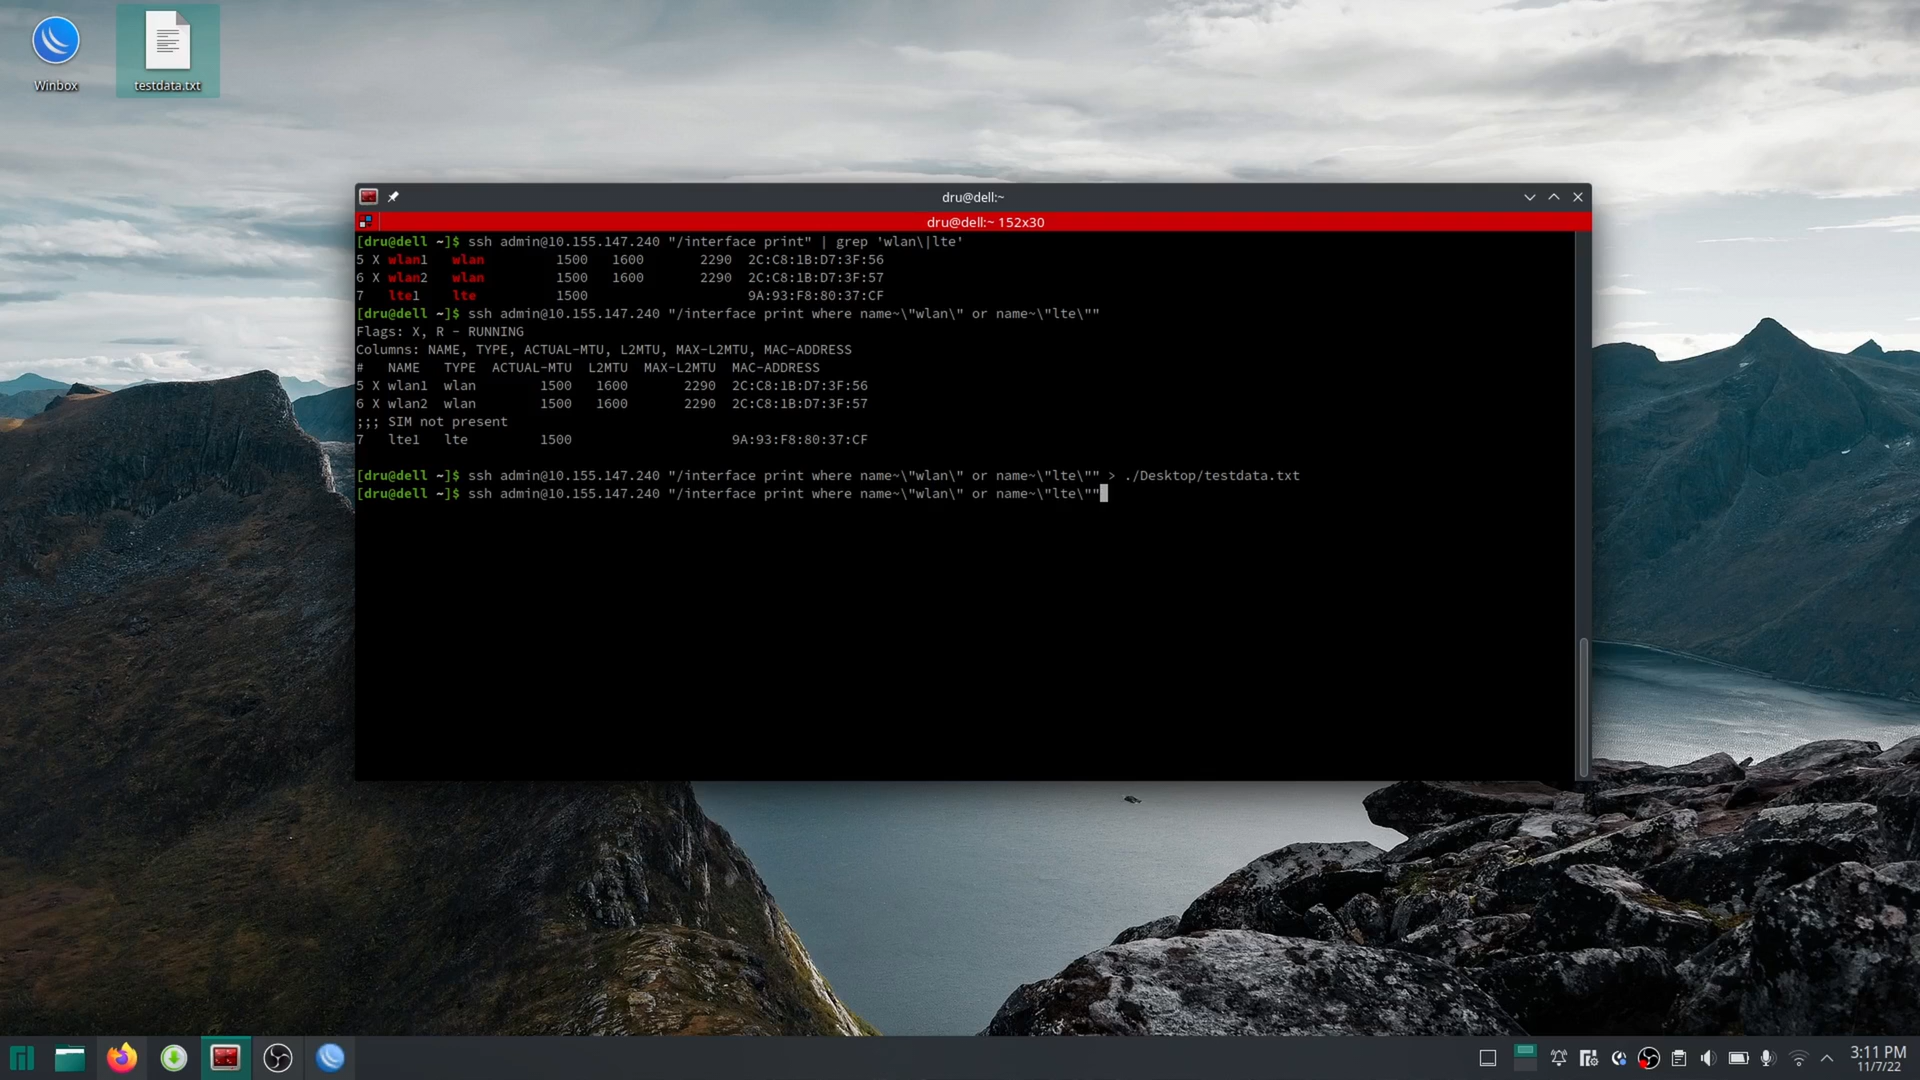 Winbox
testdata.txt
dru@dell:~
dru@dell:~ 152x30
[dru@dell ~]$ ssh admin@10.155.147.240 "/interface print" | grep 'wlan\|lte'
5 X wlan1   wlan         1500   1600       2290  2C:C8:1B:D7:3F:56
6 X wlan2   wlan         1500   1600       2290  2C:C8:1B:D7:3F:57
7   lte1    lte          1500                    9A:93:F8:80:37:CF
[dru@dell ~]$ ssh admin@10.155.147.240 "/interface print where name~\"wlan\" or name~\"lte\""
Flags: X, R - RUNNING
Columns: NAME, TYPE, ACTUAL-MTU, L2MTU, MAX-L2MTU, MAC-ADDRESS
#   NAME   TYPE  ACTUAL-MTU  L2MTU  MAX-L2MTU  MAC-ADDRESS
5 X wlan1  wlan        1500   1600       2290  2C:C8:1B:D7:3F:56
6 X wlan2  wlan        1500   1600       2290  2C:C8:1B:D7:3F:57
;;; SIM not present
7   lte1   lte         1500                    9A:93:F8:80:37:CF
[dru@dell ~]$ ssh admin@10.155.147.240 "/interface print where name~\"wlan\" or name~\"lte\"" > ./Desktop/testdata.txt
[dru@dell ~]$ ssh admin@10.155.147.240 "/interface print where name~\"wlan\" or name~\"lte\""
3:11 PM
11/7/22